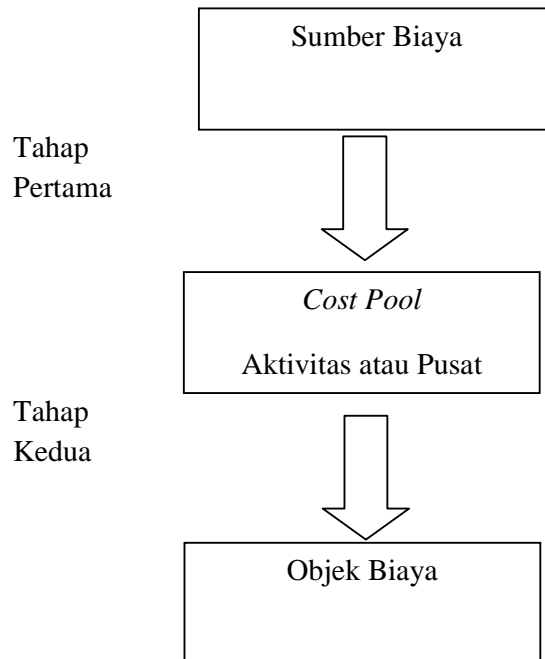 Sumber Biaya
Tahap
Pertama
Cost Pool
Aktivitas atau Pusat
Tahap
Kedua
Objek Biaya